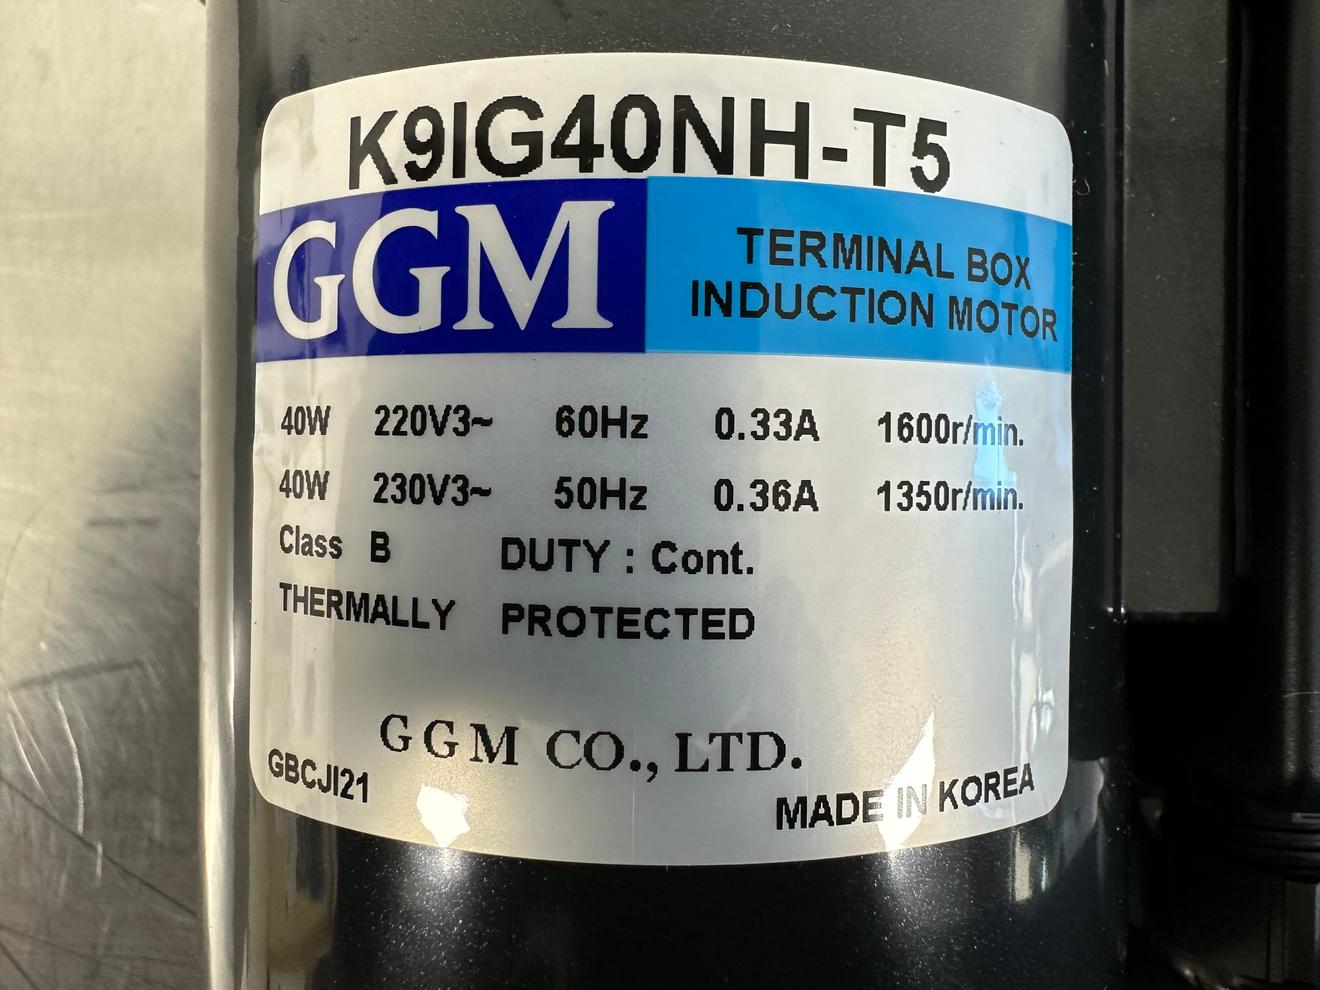 K9IG40NH-T5
GGM
TERMINAL BOX
INDUCTION MOTOR
40W 220V3~ 60Hz 0.33A 1600r/min.
40W 230V3~ 50Hz 0.36A 1350r/min.
Class B DUTY : Cont.
THERMALLY PROTECTED
GGM CO., LTD.
GBCJI21
MADE IN KOREA